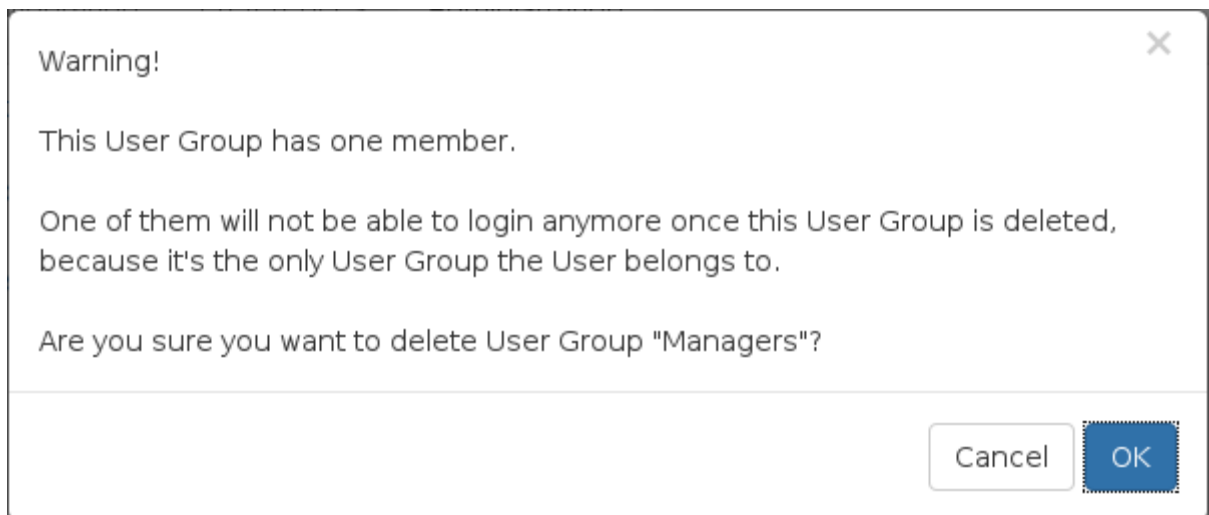 Warning!
This User Group has one member.
One of them will not be able to login anymore once this User Group is deleted,
because it's the only User Group the User belongs to.
Are you sure you want to delete User Group "Managers"?
Cancel OK